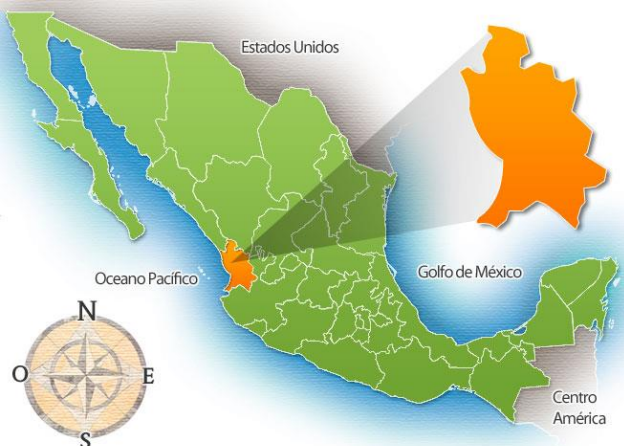 Estados Unidos
Oceano Pacífico
Golfo de México
N
O
E
S
Centro
América